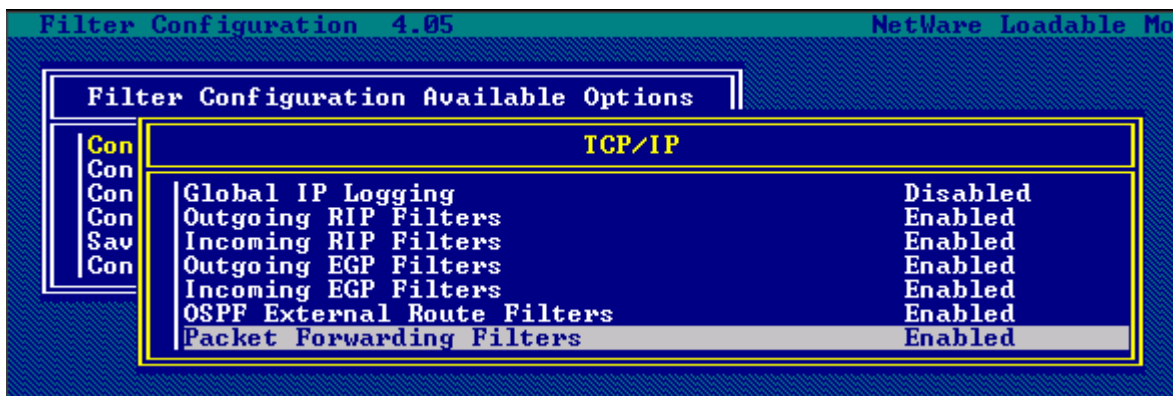 Filter Configuration 4.05 NetWare Loadable Mo
Filter Configuration Available Options
TCP/IP
Con
Con
Con
Con
Sav
Con
Global IP Logging Disabled
Outgoing RIP Filters Enabled
Incoming RIP Filters Enabled
Outgoing EGP Filters Enabled
Incoming EGP Filters Enabled
OSPF External Route Filters Enabled
Packet Forwarding Filters Enabled